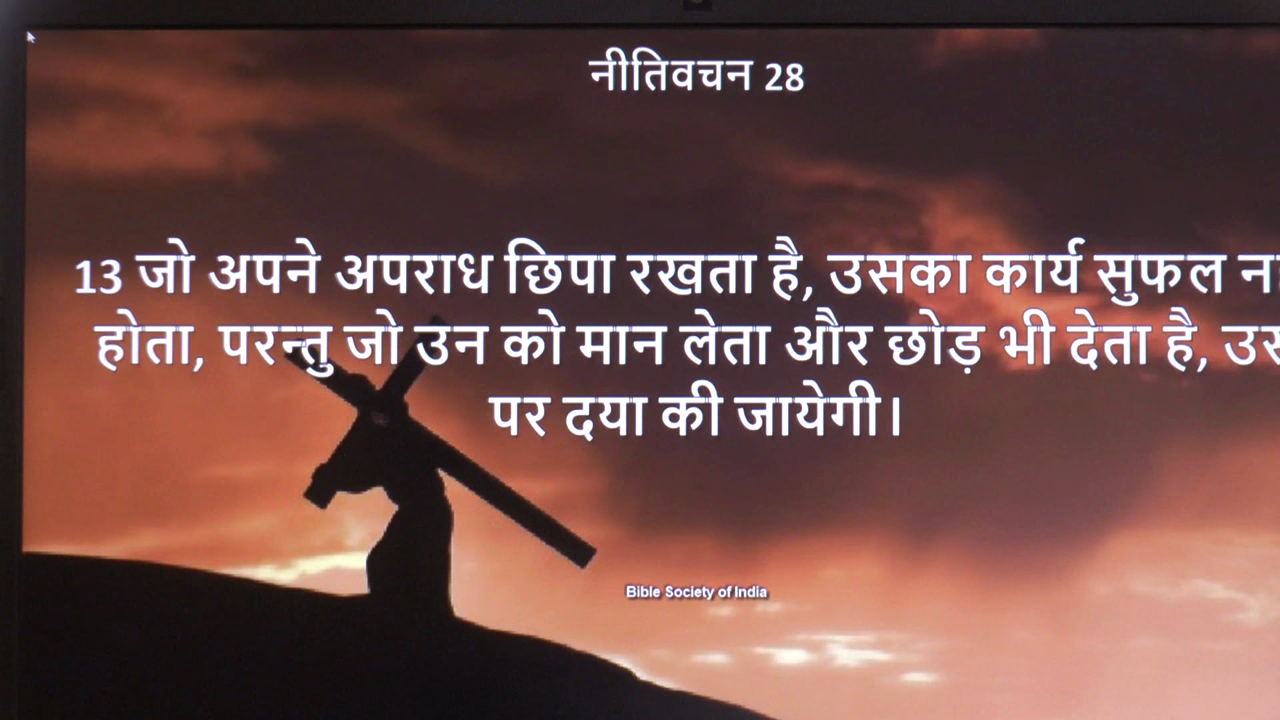 नीतिवचन 28
13 जो अपने अपराध छिपा रखता है, उसका कार्य सुफल
होता, परन्तु जो उन को मान लेता और छोड़ भी देता है,
पर दया की जायेगी।
Bible Society of India